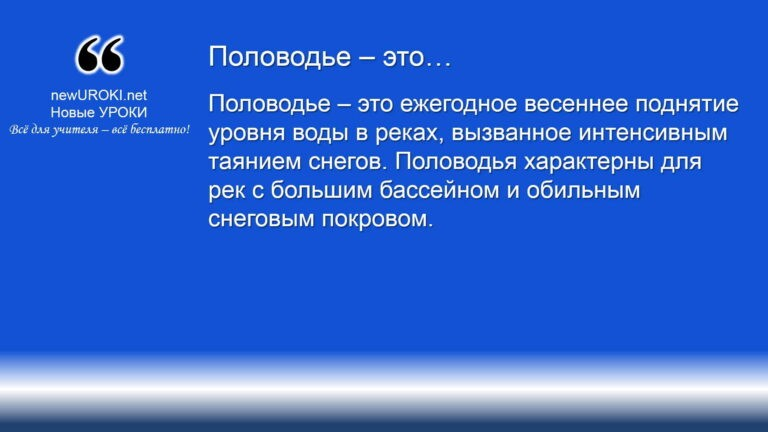 “
newUROKI.net
Новые УРОКИ
Всё для учителя – всё бесплатно!
Половодье – это…
Половодье – это ежегодное весеннее поднятие
уровня воды в реках, вызванное интенсивным
таянием снегов. Половодья характерны для
рек с большим бассейном и обильным
снеговым покровом.